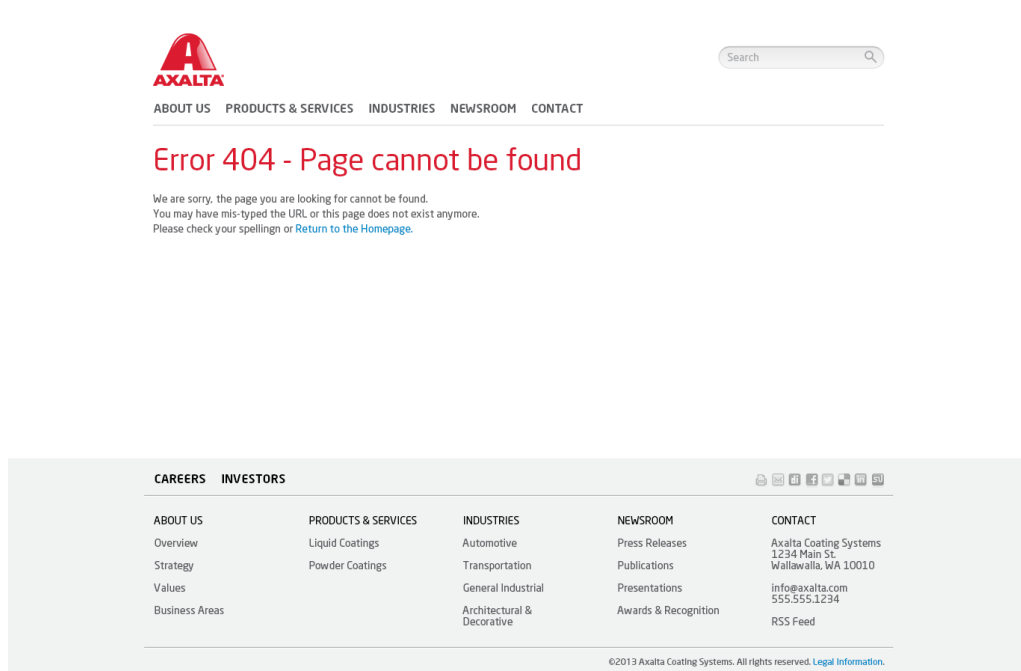 AXALTA
Search
ABOUT US PRODUCTS & SERVICES INDUSTRIES NEWSROOM CONTACT
Error 404 - Page cannot be found
We are sorry, the page you are looking for cannot be found.
You may have mis-typed the URL or this page does not exist anymore.
Please check your spellingn or Return to the Homepage.
CAREERS INVESTORS
ABOUT US
Overview
Strategy
Values
Business Areas
PRODUCTS & SERVICES
Liquid Coatings
Powder Coatings
INDUSTRIES
Automotive
Transportation
General Industrial
Architectural &
Decorative
NEWSROOM
Press Releases
Publications
Presentations
Awards & Recognition
CONTACT
Axalta Coating Systems
1234 Main St.
Wallawalla, WA 10010
info@axalta.com
555.555.1234
RSS Feed
©2013 Axalta Coating Systems. All rights reserved. Legal Information.